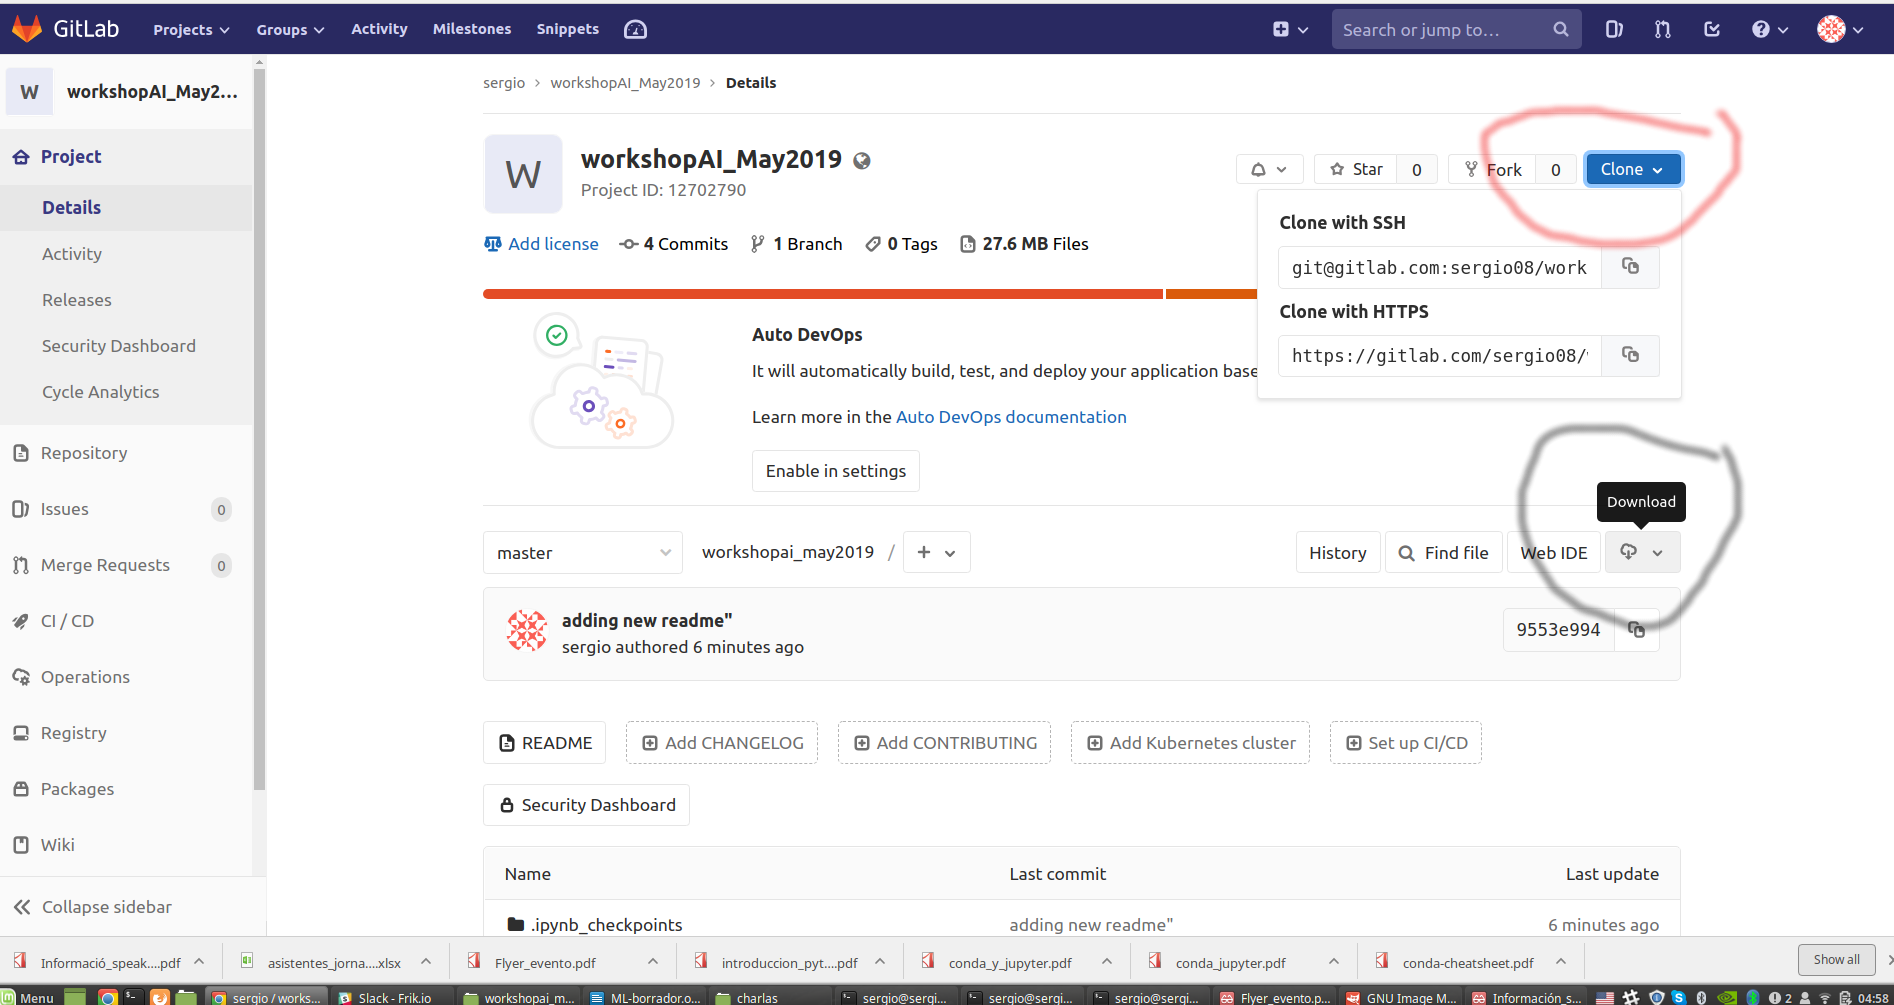 GitLab Projects Groups Activity Milestones Snippets Search or jump to...
W workshopAI_May2...
Project
Details
Activity
Releases
Security Dashboard
Cycle Analytics
Repository
Issues 0
Merge Requests 0
CI / CD
Operations
Registry
Packages
Wiki
Collapse sidebar
sergio > workshopAI_May2019 > Details
W
workshopAI_May2019
Project ID: 12702790
Star 0 Fork 0 Clone
Add license 4 Commits 1 Branch 0 Tags 27.6 MB Files
Clone with SSH
git@gitlab.com:sergio08/work
Clone with HTTPS
https://gitlab.com/sergio08/
Auto DevOps
It will automatically build, test, and deploy your application base
Learn more in the Auto DevOps documentation
Enable in settings
Download
master workshopai_may2019 / + History Find file Web IDE
adding new readme"
sergio authored 6 minutes ago
9553e994
README Add CHANGELOG Add CONTRIBUTING Add Kubernetes cluster Set up CI/CD
Security Dashboard
Name Last commit Last update
.ipynb_checkpoints adding new readme" 6 minutes ago
Informació_speak....pdf asistentes_jorna....xlsx Flyer_evento.pdf introduccion_pyt....pdf conda_y_jupyter.pdf conda_jupyter.pdf conda-cheatsheet.pdf Show all
Menu sergio / works... Slack - Frik.io workshopai_m... ML-borrador.o... charlas sergio@sergi... sergio@sergi... sergio@sergi... Flyer_evento.p... GNU Image M... Información_s... 2 04:58